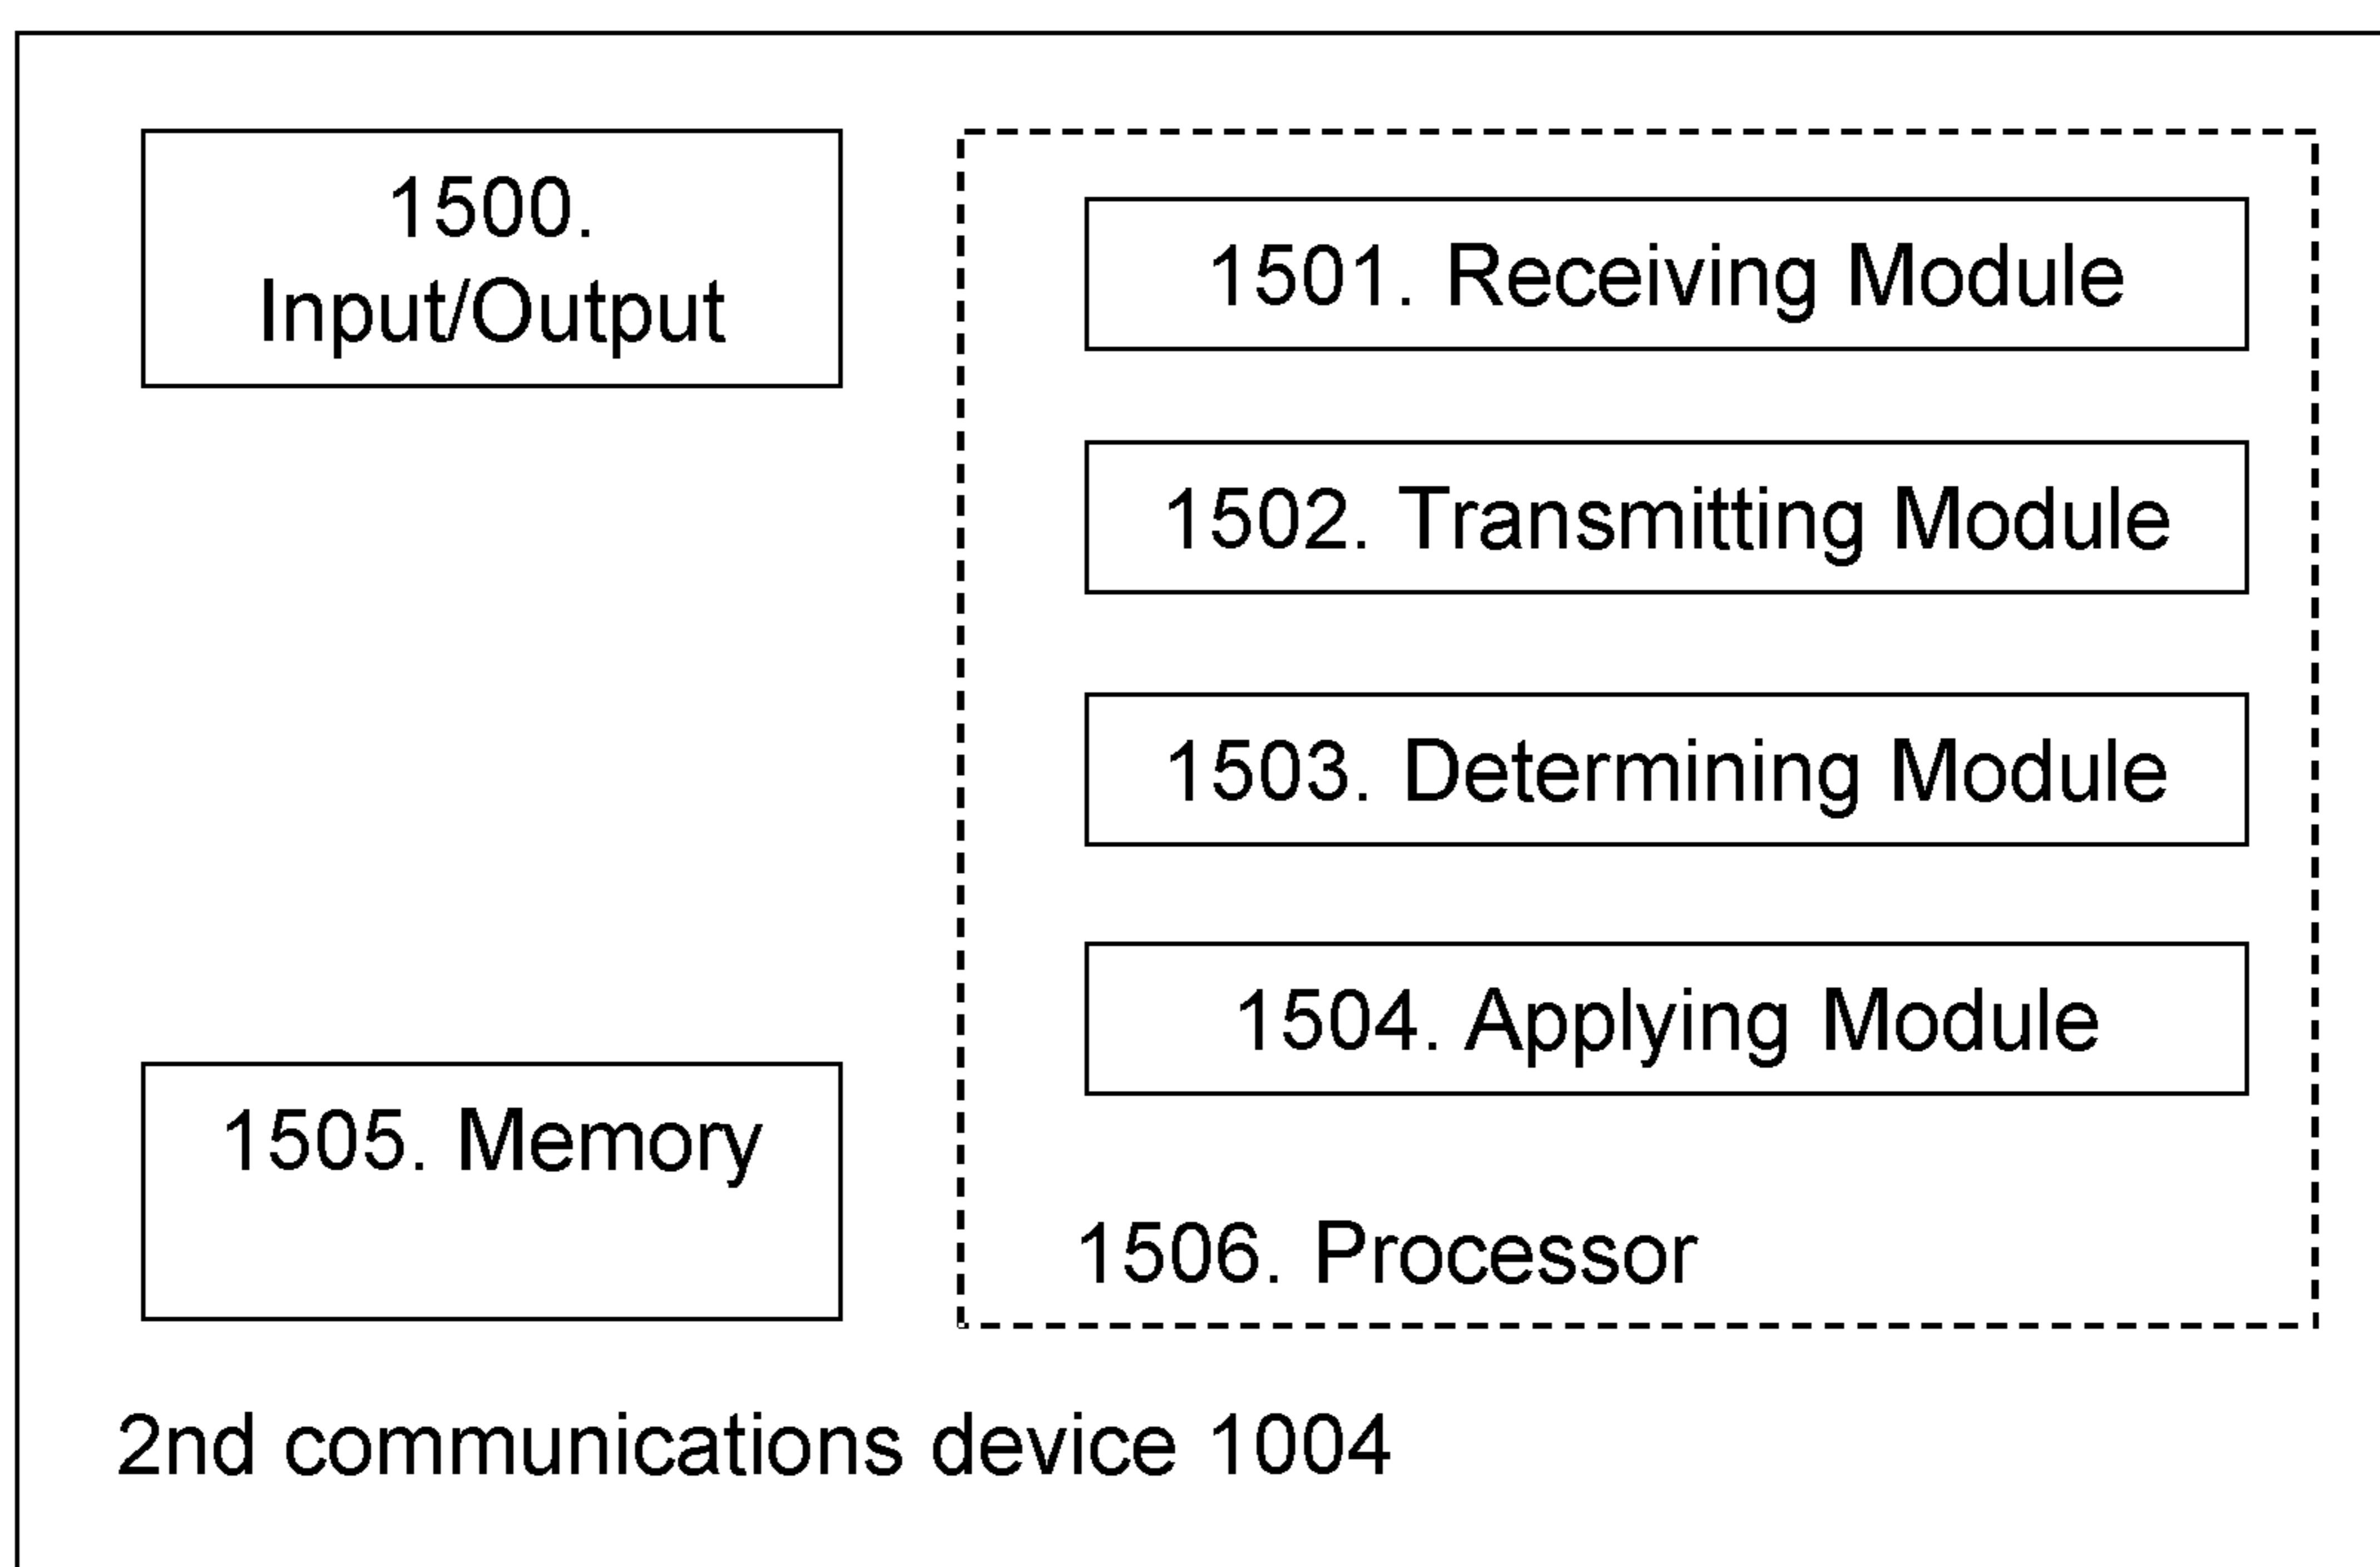 1500.
Input/Output
1501. Receiving Module
1502. Transmitting Module
1503. Determining Module
1504. Applying Module
1505. Memory
1506. Processor
2nd communications device 1004